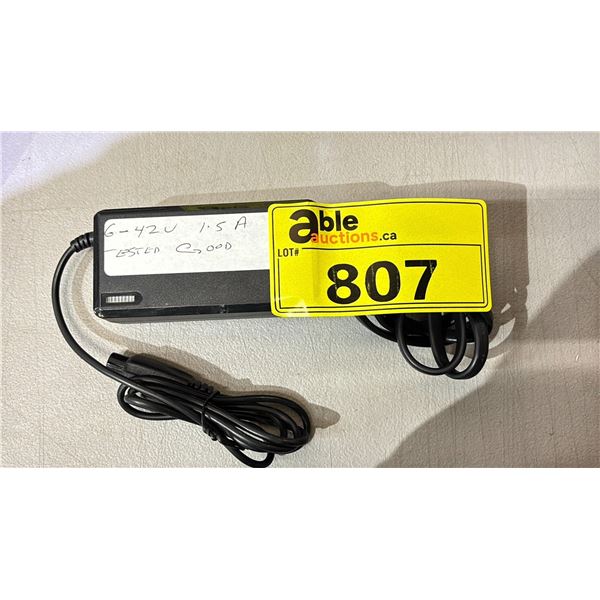 6-42V 1.5A
TESTED GOOD
able
auctions.ca
LOT#
807